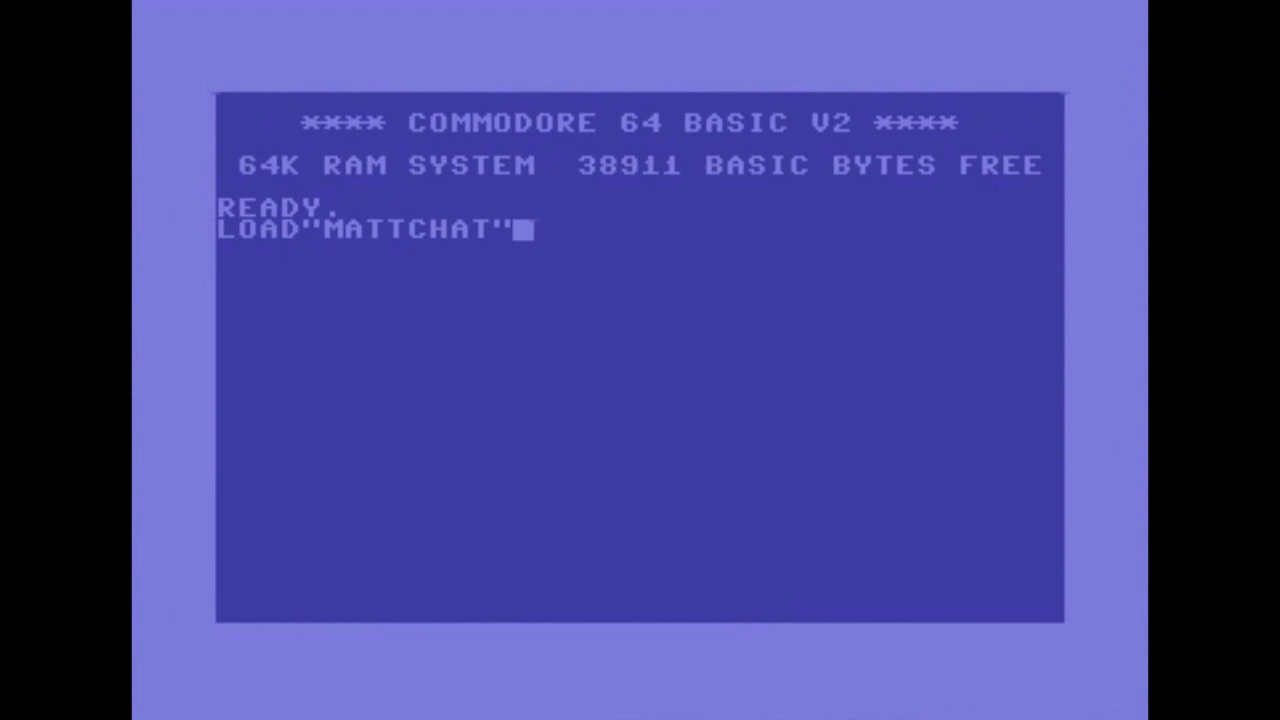 **** COMMODORE 64 BASIC V2 ****
64K RAM SYSTEM  38911 BASIC BYTES FREE
READY.
LOAD"MATTCHAT"